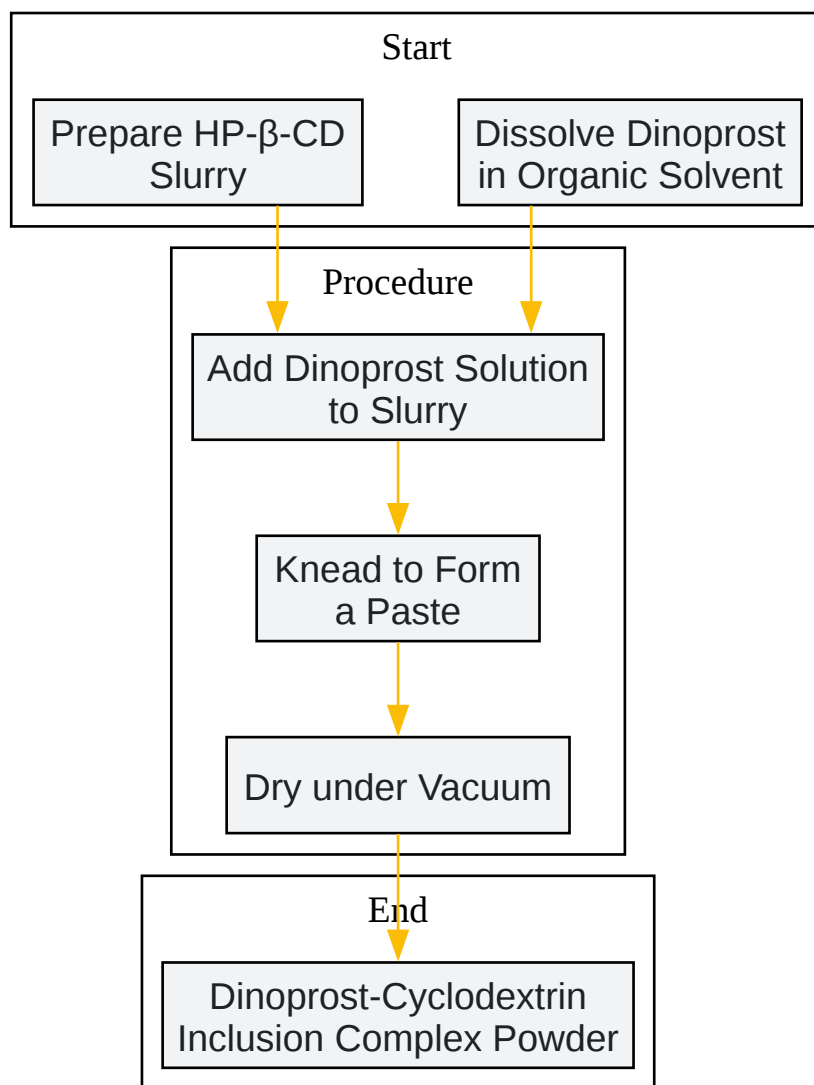 Start
Prepare HP-β-CD
Slurry
Dissolve Dinoprost
in Organic Solvent
Procedure
Add Dinoprost Solution
to Slurry
Knead to Form
a Paste
Dry under Vacuum
End
Dinoprost-Cyclodextrin
Inclusion Complex Powder